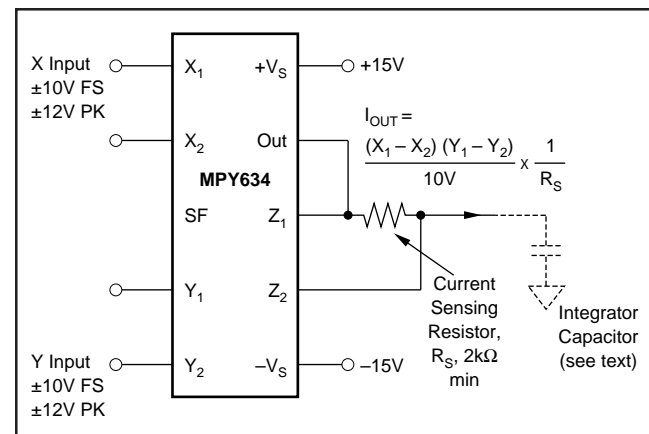 X Input
±10V FS
±12V PK
X1
X2
MPY634
SF
Y1
Y Input
±10V FS
±12V PK
Y2
+VS
+15V
Out
Z1
Z2
–VS
–15V
IOUT =
(X1 – X2) (Y1 – Y2)
10V
x
1
RS
Current
Sensing
Resistor,
RS, 2kΩ
min
Integrator
Capacitor
(see text)